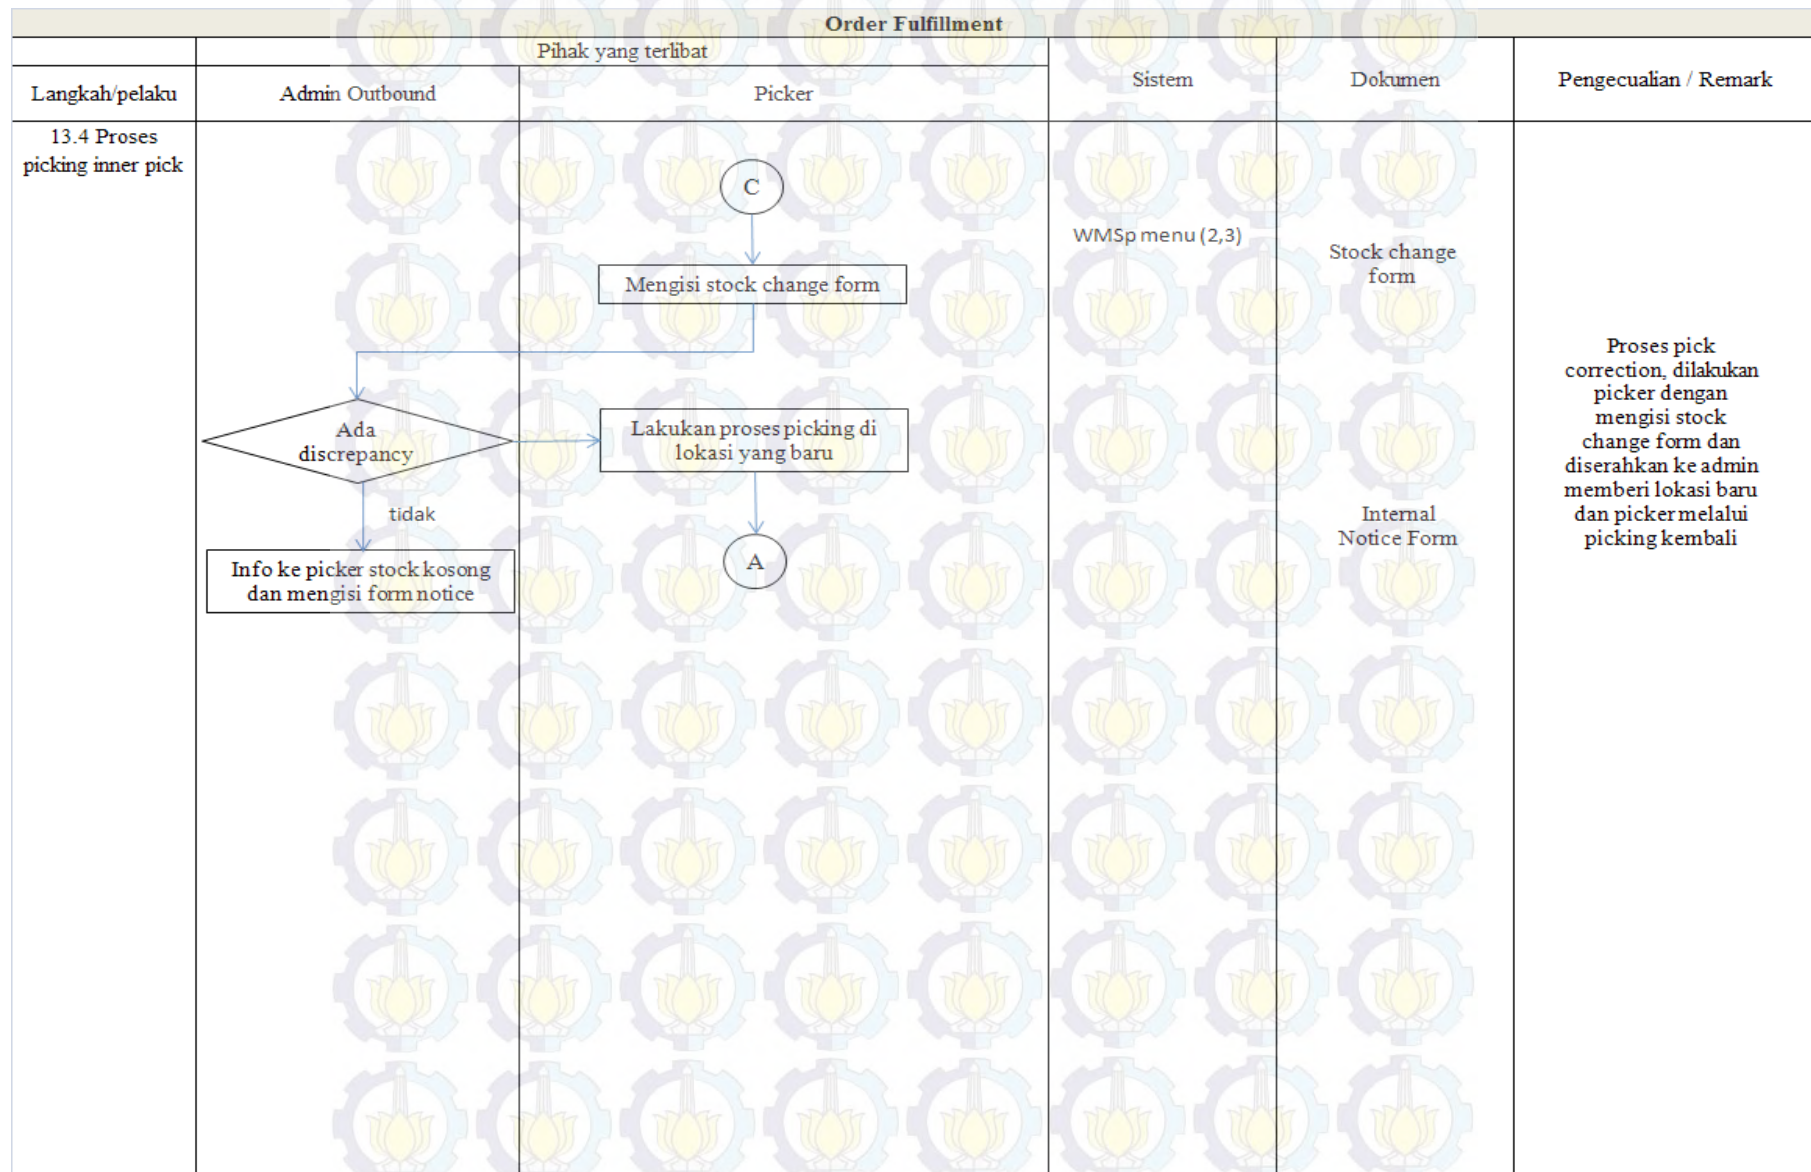 Order Fulfillment
Pihak yang terlibat
Langkah/pelaku
Admin Outbound
Picker
Sistem
Dokumen
Pengecualian / Remark
13.4 Proses
picking inner pick
C
WMSp menu (2,3)
Stock change
form
Mengisi stock change form
Proses pick
correction, dilakukan
picker dengan
mengisi stock
change form dan
diserahkan ke admin
memberi lokasi baru
dan picker melalui
picking kembali
Ada
discrepancy
Lakukan proses picking di
lokasi yang baru
tidak
Internal
Notice Form
A
Info ke picker stock kosong
dan mengisi form notice